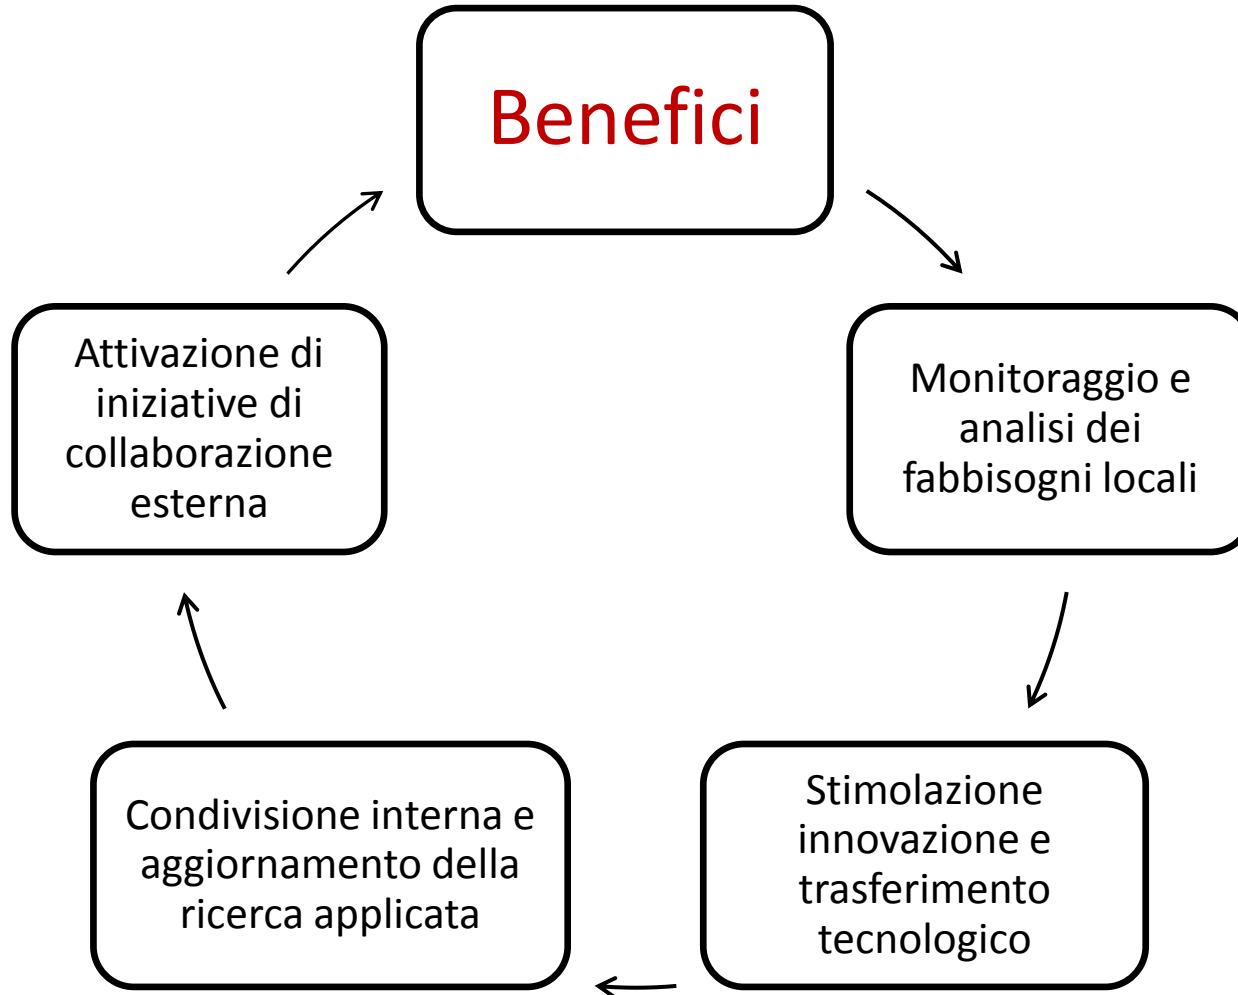 Benefici
Monitoraggio e
analisi dei
fabbisogni locali
Stimolazione
innovazione e
trasferimento
tecnologico
Condivisione interna e
aggiornamento della
ricerca applicata
Attivazione di
iniziative di
collaborazione
esterna